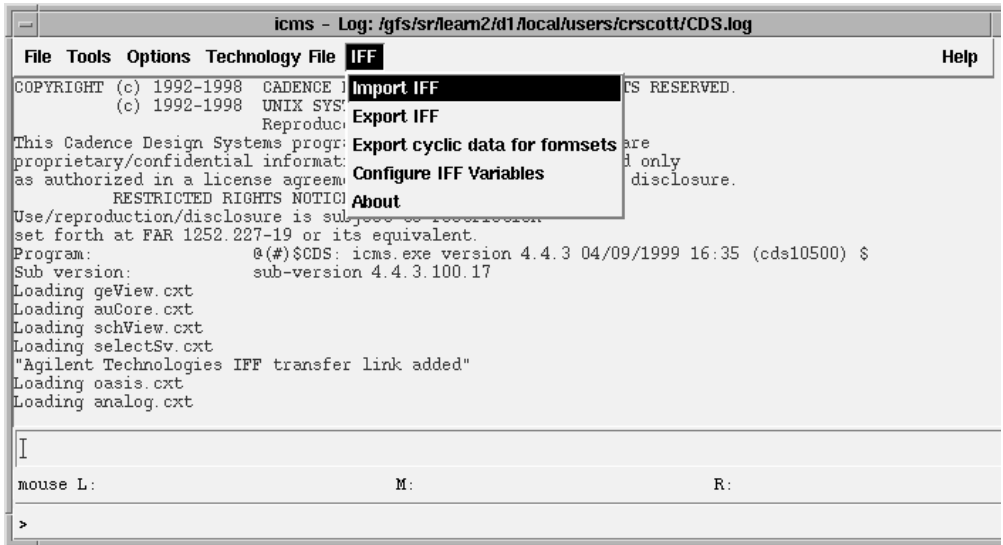 icms - Log: /gfs/sr/learn2/d1/local/users/crscott/CDS.log
File Tools Options Technology File IFF Help
Import IFF
Export IFF
Export cyclic data for formsets
Configure IFF Variables
About
COPYRIGHT (c) 1992-1998 CADENCE TS RESERVED.
(c) 1992-1998 UNIX SYS
Reproduc
This Cadence Design Systems progr are
proprietary/confidential informat d only
as authorized in a license agreem disclosure.
RESTRICTED RIGHTS NOTIC
Use/reproduction/disclosure is subject to restriction
set forth at FAR 1252.227-19 or its equivalent.
Program: @(#)$CDS: icms.exe version 4.4.3 04/09/1999 16:35 (cds10500) $
Sub version: sub-version 4.4.3.100.17
Loading geView.cxt
Loading auCore.cxt
Loading schView.cxt
Loading selectSv.cxt
"Agilent Technologies IFF transfer link added"
Loading oasis.cxt
Loading analog.cxt
mouse L: M: R:
>